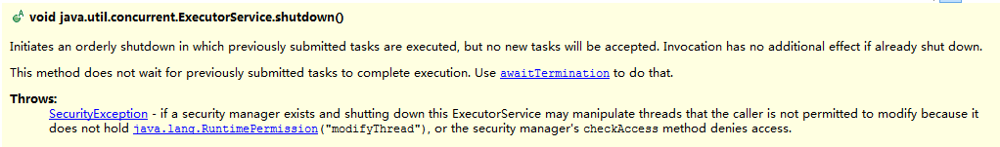 void java.util.concurrent.ExecutorService.shutdown()
Initiates an orderly shutdown in which previously submitted tasks are executed, but no new tasks will be accepted. Invocation has no additional effect if already shut down.
This method does not wait for previously submitted tasks to complete execution. Use awaitTermination to do that.
Throws:
SecurityException - if a security manager exists and shutting down this ExecutorService may manipulate threads that the caller is not permitted to modify because it
does not hold java.lang.RuntimePermission("modifyThread"), or the security manager's checkAccess method denies access.